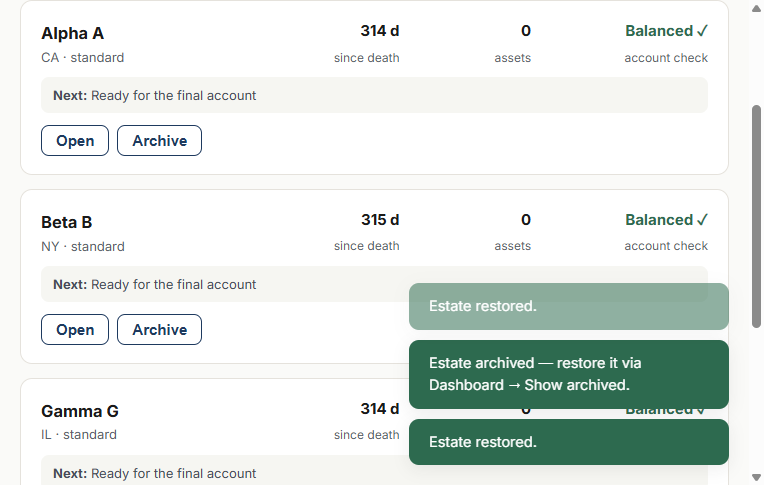 Alpha A 314 d 0 Balanced ✓
CA · standard since death assets account check
Next: Ready for the final account
Open Archive
Beta B 315 d 0 Balanced ✓
NY · standard since death assets account check
Next: Ready for the final account
Estate restored.
Open Archive
Estate archived — restore it via
Dashboard → Show archived.
Gamma G 314 d 0 Balanced ✓
IL · standard since death
Estate restored.
Next: Ready for the final account